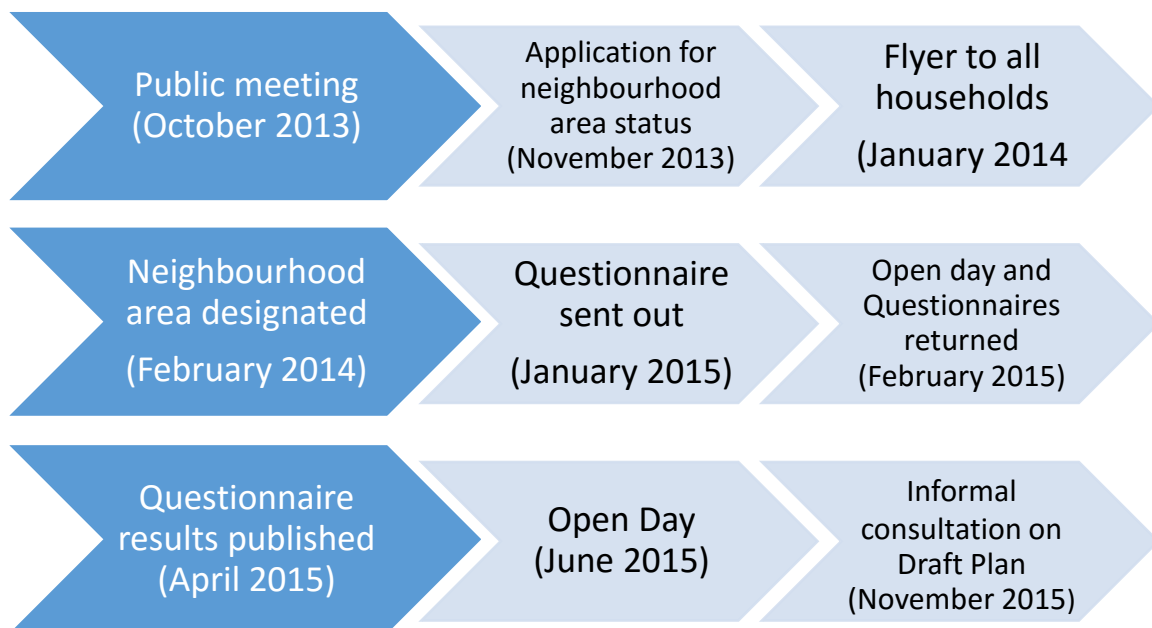 Public meeting
(October 2013)
Application for
neighbourhood
area status
(November 2013)
Flyer to all
households
(January 2014
Neighbourhood
area designated
(February 2014)
Questionnaire
sent out
(January 2015)
Open day and
Questionnaires
returned
(February 2015)
Questionnaire
results published
(April 2015)
Open Day
(June 2015)
Informal
consultation on
Draft Plan
(November 2015)